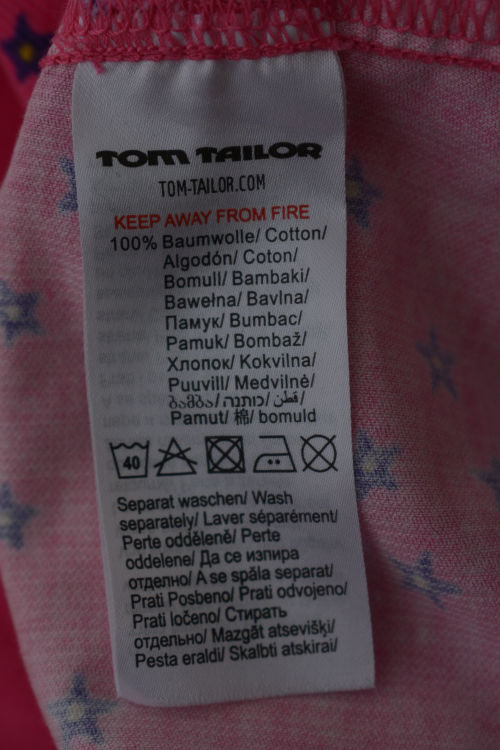 TOM TAILOR
TOM-TAILOR.COM
KEEP AWAY FROM FIRE
100% Baumwolle/ Cotton/
Algodón/ Coton/
Bomull/ Bambaki/
Bawełna/ Bavlna/
Памук/ Bumbac/
Pamuk/ Bombaž/
Хлопок/ Kokvilna/
Puuvill/ Medvilnė/
ბამბა/ כותנה/ قطن/
Pamut/ 棉/ bomuld
40
Separat waschen/ Wash
separately/ Laver séparément/
Perte odděleně/ Perte
oddelene/ Да се изпира
отделно/ A se spăla separat/
Prati Posbeno/ Prati odvojeno/
Prati ločeno/ Стирать
отдельно/ Mazgāt atsevišķi/
Pesta eraldi/ Skalbti atskirai/